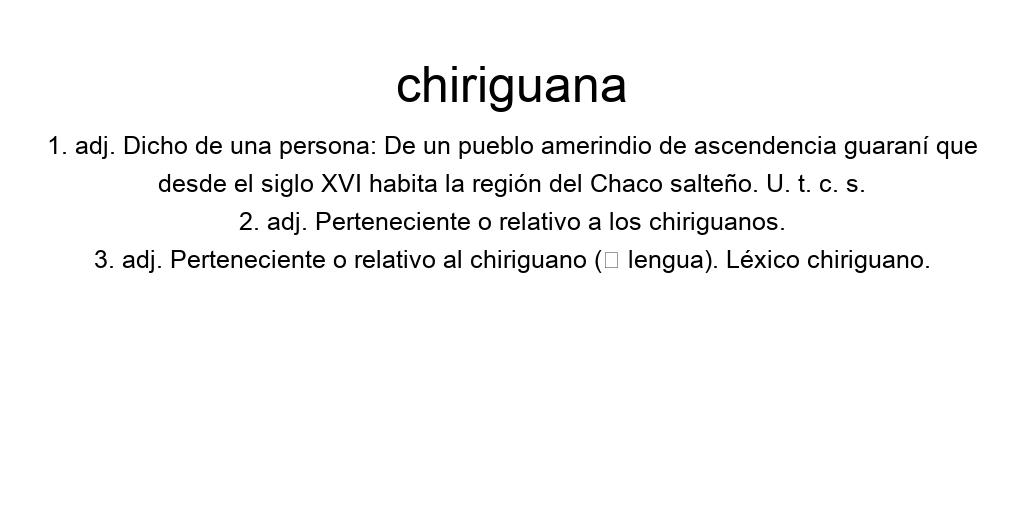 chiriguana
1. adj. Dicho de una persona: De un pueblo amerindio de ascendencia guaraní que
desde el siglo XVI habita la región del Chaco salteño. U. t. c. s.
2. adj. Perteneciente o relativo a los chiriguanos.
3. adj. Perteneciente o relativo al chiriguano (□ lengua). Léxico chiriguano.